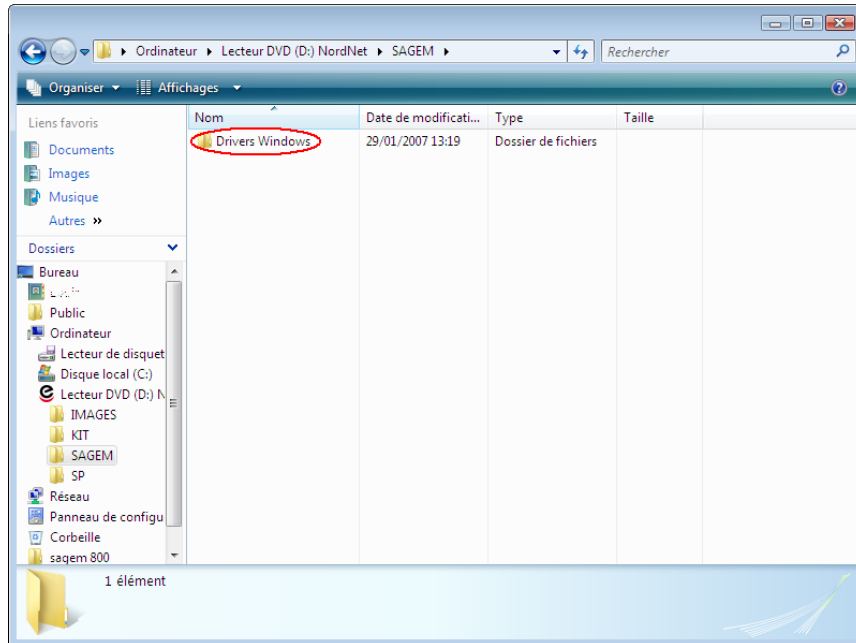 Ordinateur Lecteur DVD (D:) NordNet SAGEM Rechercher
Organiser Affichages
Liens favoris
Documents
Images
Musique
Autres »
Dossiers
Bureau
Public
Ordinateur
Lecteur de disquet
Disque local (C:)
Lecteur DVD (D:) N
IMAGES
KIT
SAGEM
SP
Réseau
Panneau de configu
Corbeille
sagem 800
Nom Date de modificati... Type Taille
Drivers Windows 29/01/2007 13:19 Dossier de fichiers
1 élément